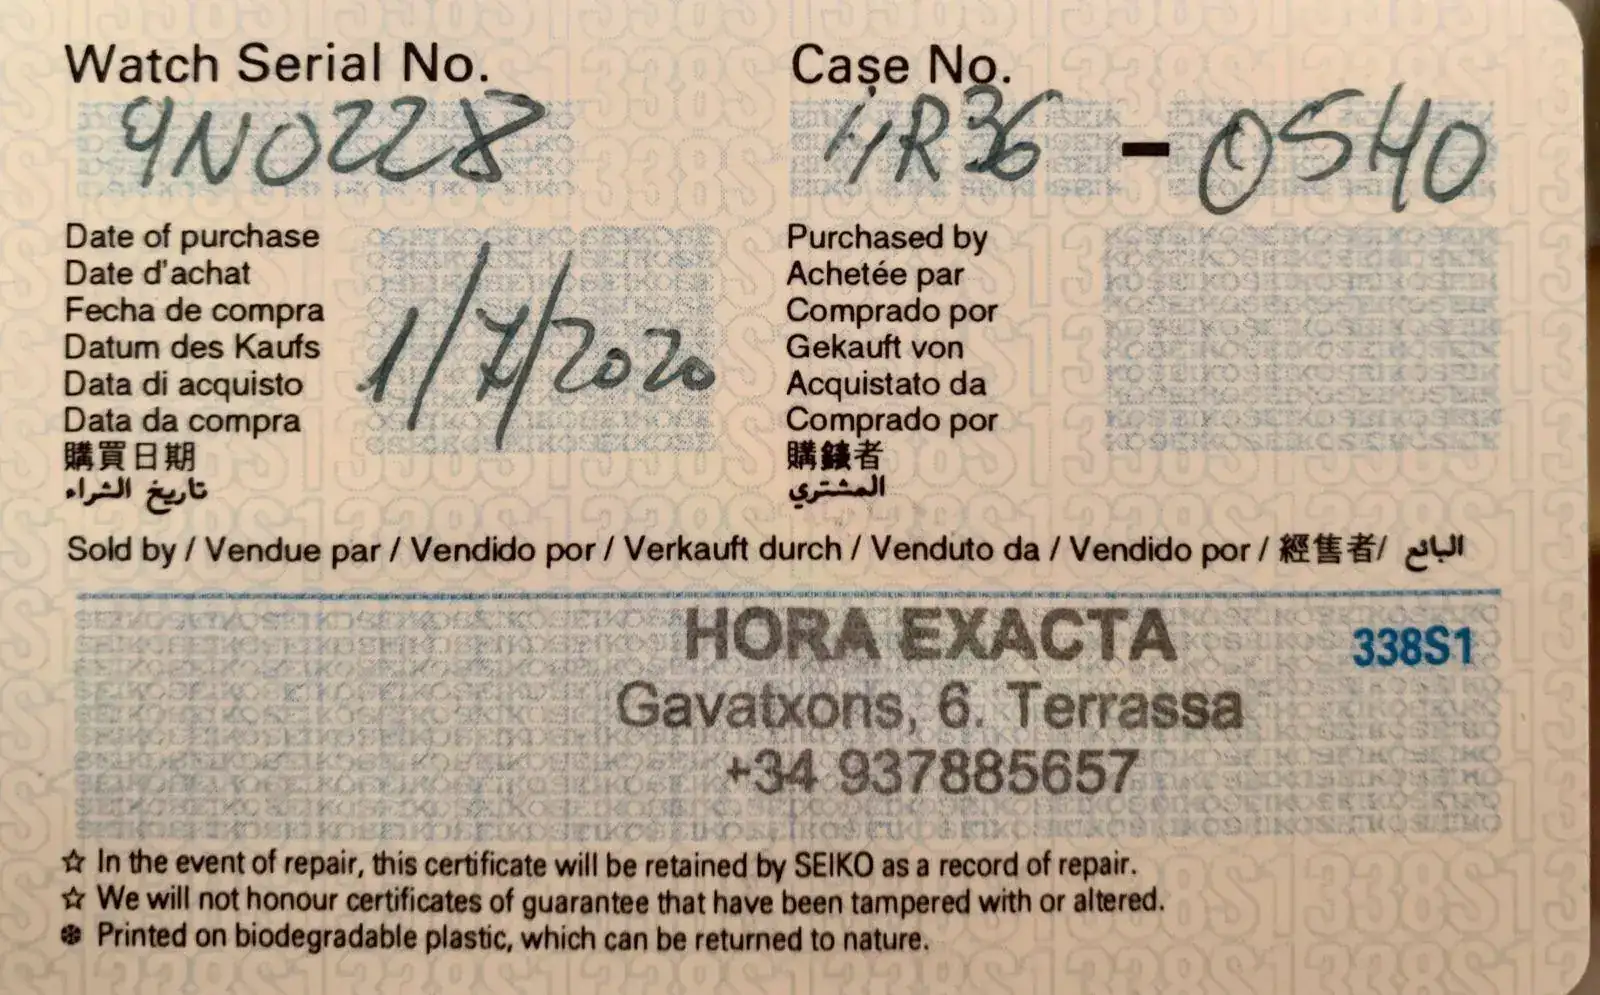 Watch Serial No.
9N0228
Case No.
4R36 - 0540
Date of purchase
Date d'achat
Fecha de compra
Datum des Kaufs
Data di acquisto
Data da compra
購買日期
تاريخ الشراء
1/7/2020
Purchased by
Achetée par
Comprado por
Gekauft von
Acquistato da
Comprado por
購錶者
المشتري
Sold by / Vendue par / Vendido por / Verkauft durch / Venduto da / Vendido por / 經售者/ البائع
HORA EXACTA
338S1
Gavatxons, 6. Terrassa
+34 937885657
☆ In the event of repair, this certificate will be retained by SEIKO as a record of repair.
☆ We will not honour certificates of guarantee that have been tampered with or altered.
❄ Printed on biodegradable plastic, which can be returned to nature.